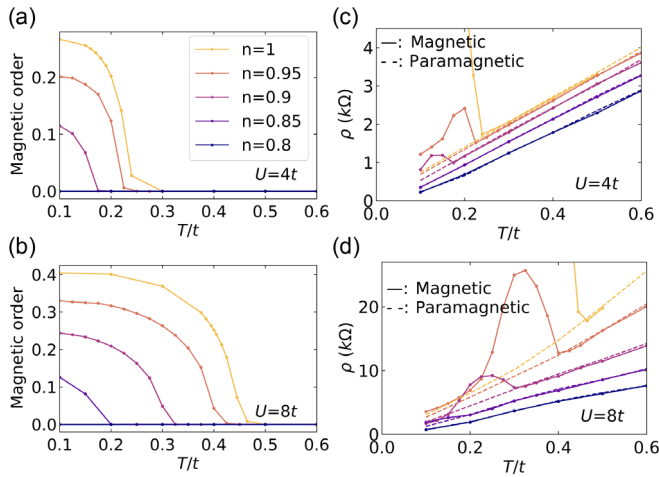 (a)
Magnetic order
0.2
0.1
0.0
n=1
n=0.95
n=0.9
n=0.85
n=0.8
U=4t
0.1 0.2 0.3 0.4 0.5 0.6
T/t
(c)
ρ (kΩ)
4
3
2
1
0
—: Magnetic
--: Paramagnetic
U=4t
0.0 0.2 0.4 0.6
T/t
(b)
Magnetic order
0.4
0.3
0.2
0.1
0.0
U=8t
0.1 0.2 0.3 0.4 0.5 0.6
T/t
(d)
ρ (kΩ)
20
10
0
—: Magnetic
--: Paramagnetic
U=8t
0.0 0.2 0.4 0.6
T/t